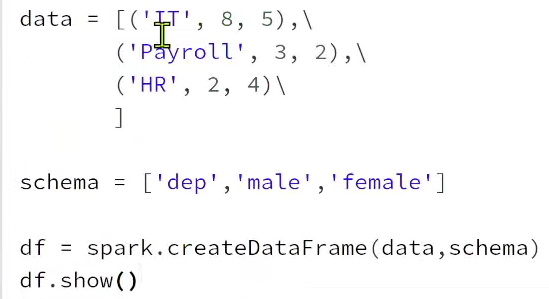 data = [('IT', 8, 5),\
('Payroll', 3, 2),\
('HR', 2, 4)\
]
schema = ['dep','male','female']
df = spark.createDataFrame(data,schema)
df.show()